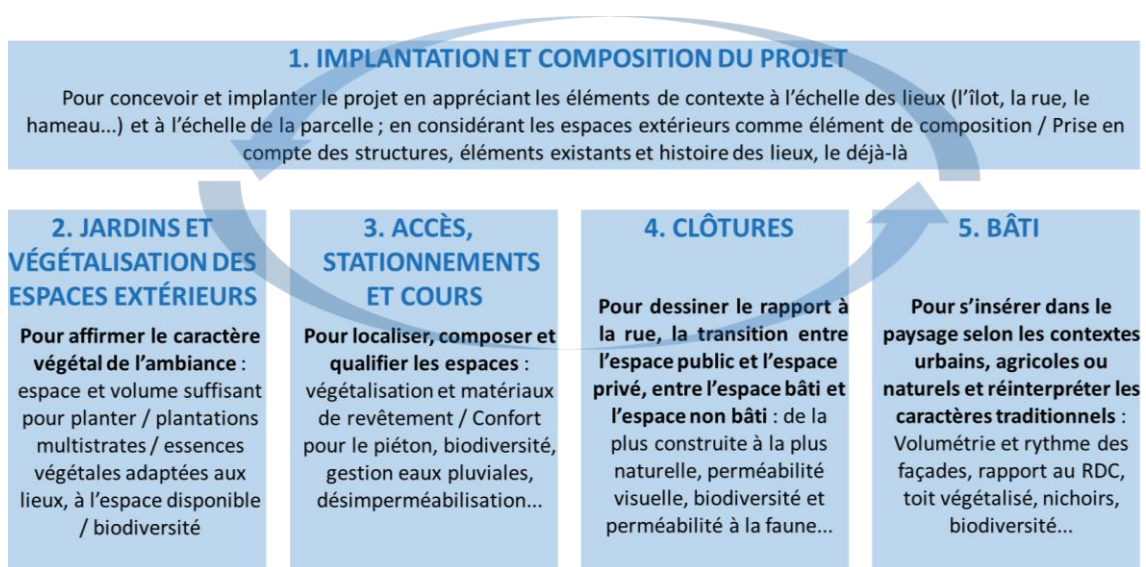 1. IMPLANTATION ET COMPOSITION DU PROJET
Pour concevoir et implanter le projet en appréciant les éléments de contexte à l'échelle des lieux (l'îlot, la rue, le
hameau...) et à l'échelle de la parcelle ; en considérant les espaces extérieurs comme élément de composition / Prise en
compte des structures, éléments existants et histoire des lieux, le déjà-là
2. JARDINS ET
VÉGÉTALISATION DES
ESPACES EXTÉRIEURS
Pour affirmer le caractère
végétal de l'ambiance :
espace et volume suffisant
pour planter / plantations
multistrates / essences
végétales adaptées aux
lieux, à l'espace disponible
/ biodiversité
3. ACCÈS,
STATIONNEMENTS
ET COURS
Pour localiser, composer et
qualifier les espaces :
végétalisation et matériaux
de revêtement / Confort
pour le piéton, biodiversité,
gestion eaux pluviales,
désimperméabilisation...
4. CLÔTURES
Pour dessiner le rapport à
la rue, la transition entre
l'espace public et l'espace
privé, entre l'espace bâti et
l'espace non bâti : de la
plus construite à la plus
naturelle, perméabilité
visuelle, biodiversité et
perméabilité à la faune...
5. BÂTI
Pour s'insérer dans le
paysage selon les contextes
urbains, agricoles ou
naturels et réinterpréter les
caractères traditionnels :
Volumétrie et rythme des
façades, rapport au RDC,
toit végétalisé, nichoirs,
biodiversité...